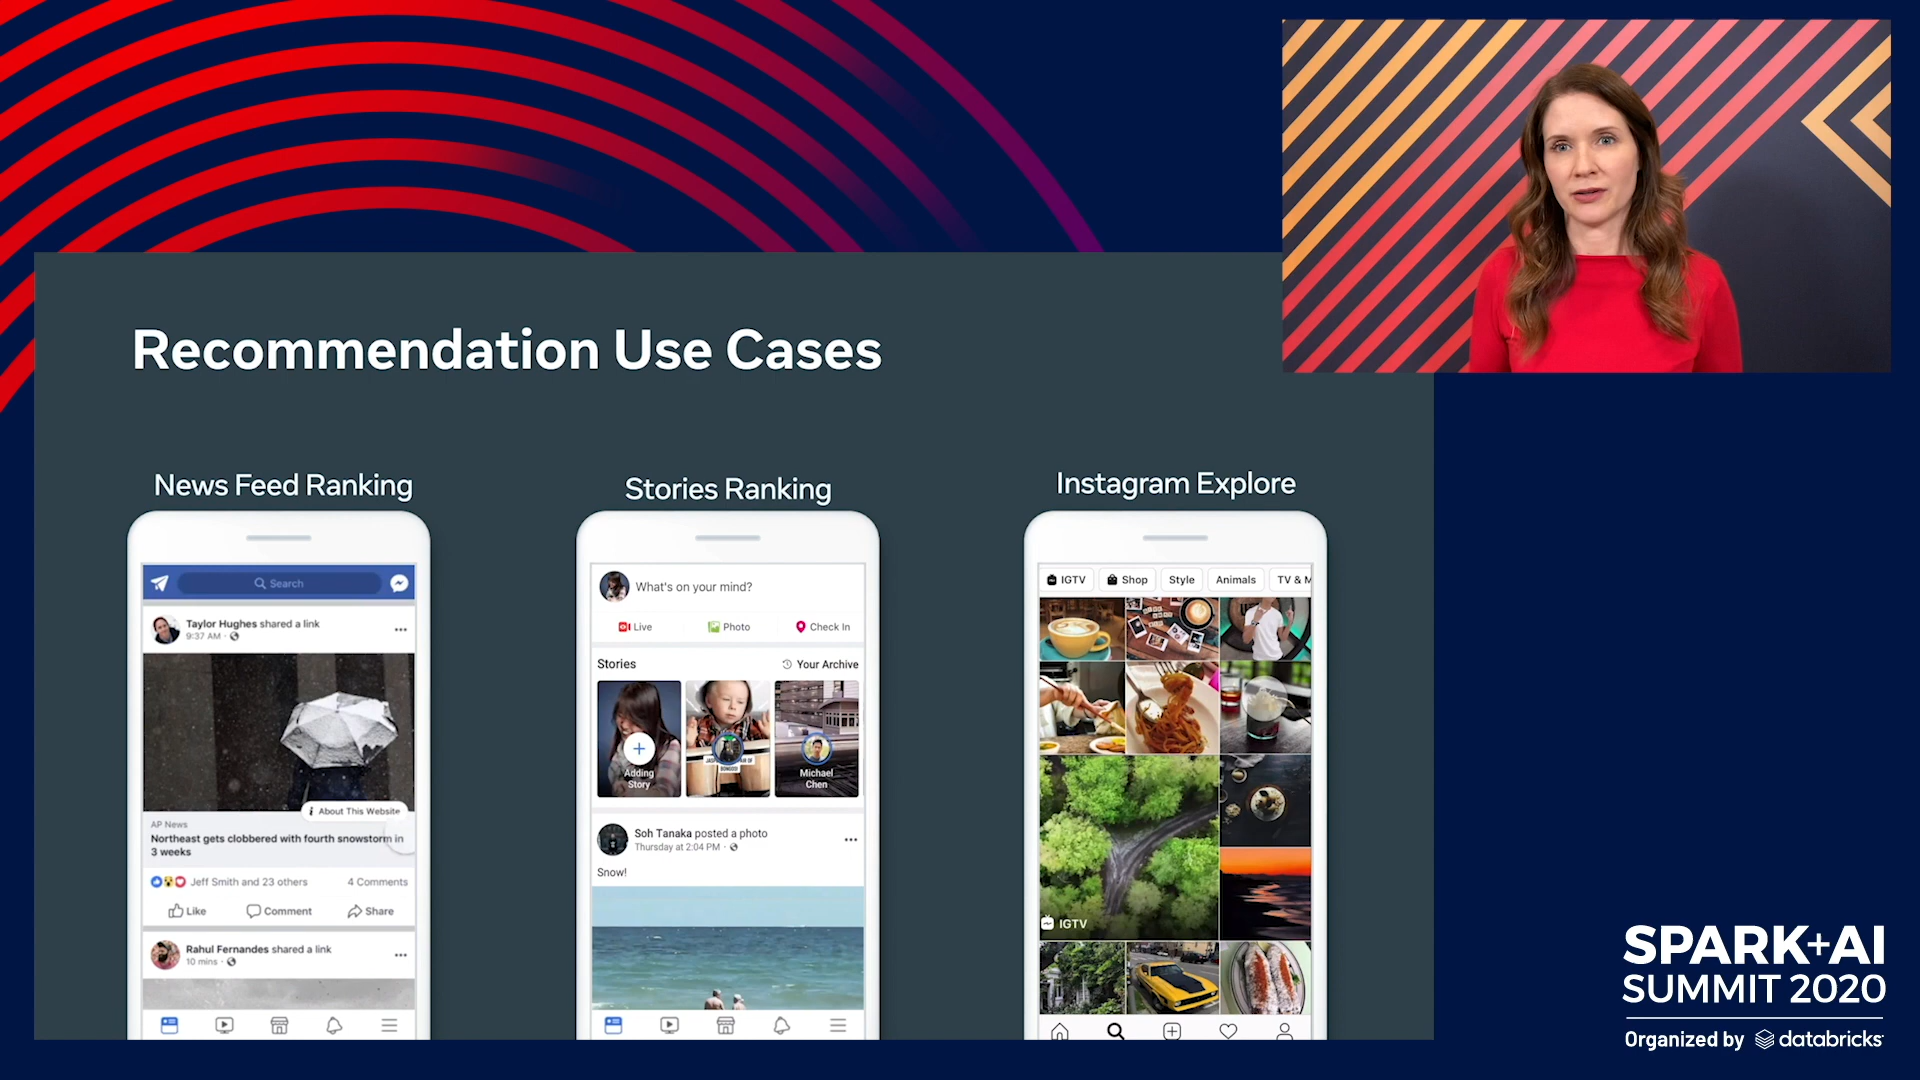 Recommendation Use Cases
News Feed Ranking
Search
Taylor Hughes shared a link
9:37 AM
About This Website
AP News
Northeast gets clobbered with fourth snowstorm in
3 weeks
Jeff Smith and 23 others
4 Comments
Like
Comment
Share
Rahul Fernandes shared a link
10 mins
Stories Ranking
What's on your mind?
Live
Photo
Check In
Stories
Your Archive
Adding
Story
Michael
Chen
Soh Tanaka posted a photo
Thursday at 2:04 PM
Snow!
Instagram Explore
IGTV
Shop
Style
Animals
TV & M
IGTV
SPARK+AI
SUMMIT 2020
Organized by databricks